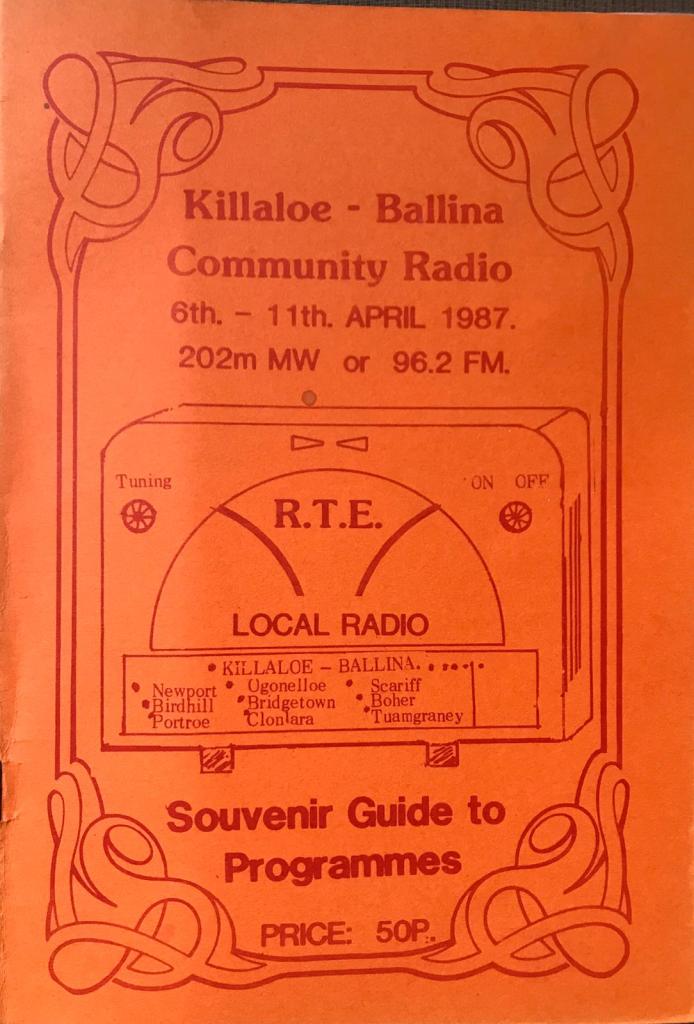 Killaloe - Ballina
Community Radio
6th. - 11th. APRIL 1987.
202m MW or 96.2 FM.
Tuning
ON OFF
R.T.E.
LOCAL RADIO
• KILLALOE - BALLINA. .....
• Newport • Ogonelloe • Scariff
• Birdhill • Bridgetown • Boher
• Portroe • Clonlara • Tuamgraney
Souvenir Guide to
Programmes
PRICE: 50P.